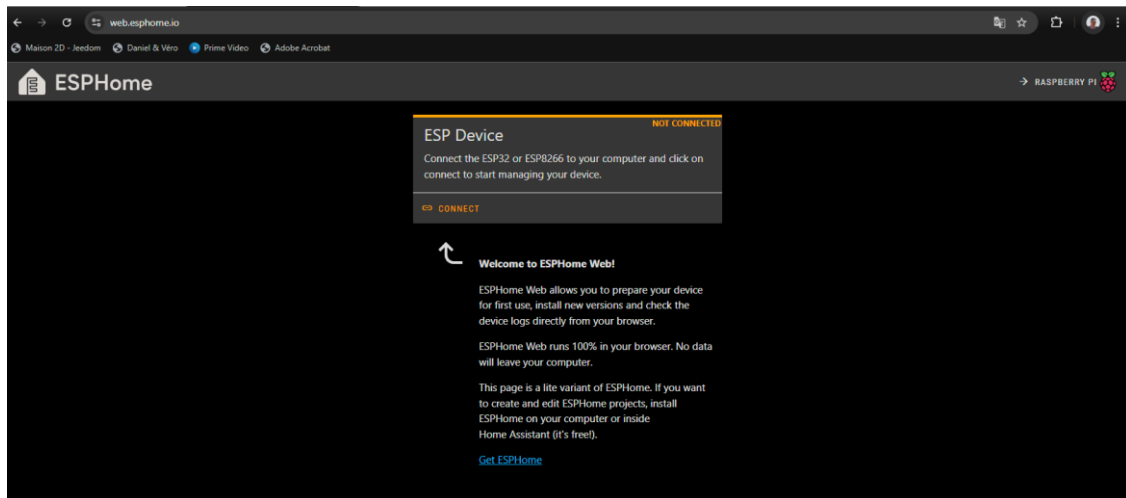 web.esphome.io
Maison 2D - Jeedom Daniel & Véro Prime Video Adobe Acrobat
ESPHome
RASPBERRY PI
NOT CONNECTED
ESP Device
Connect the ESP32 or ESP8266 to your computer and click on
connect to start managing your device.
CONNECT
Welcome to ESPHome Web!
ESPHome Web allows you to prepare your device
for first use, install new versions and check the
device logs directly from your browser.
ESPHome Web runs 100% in your browser. No data
will leave your computer.
This page is a lite variant of ESPHome. If you want
to create and edit ESPHome projects, install
ESPHome on your computer or inside
Home Assistant (it's free!).
Get ESPHome